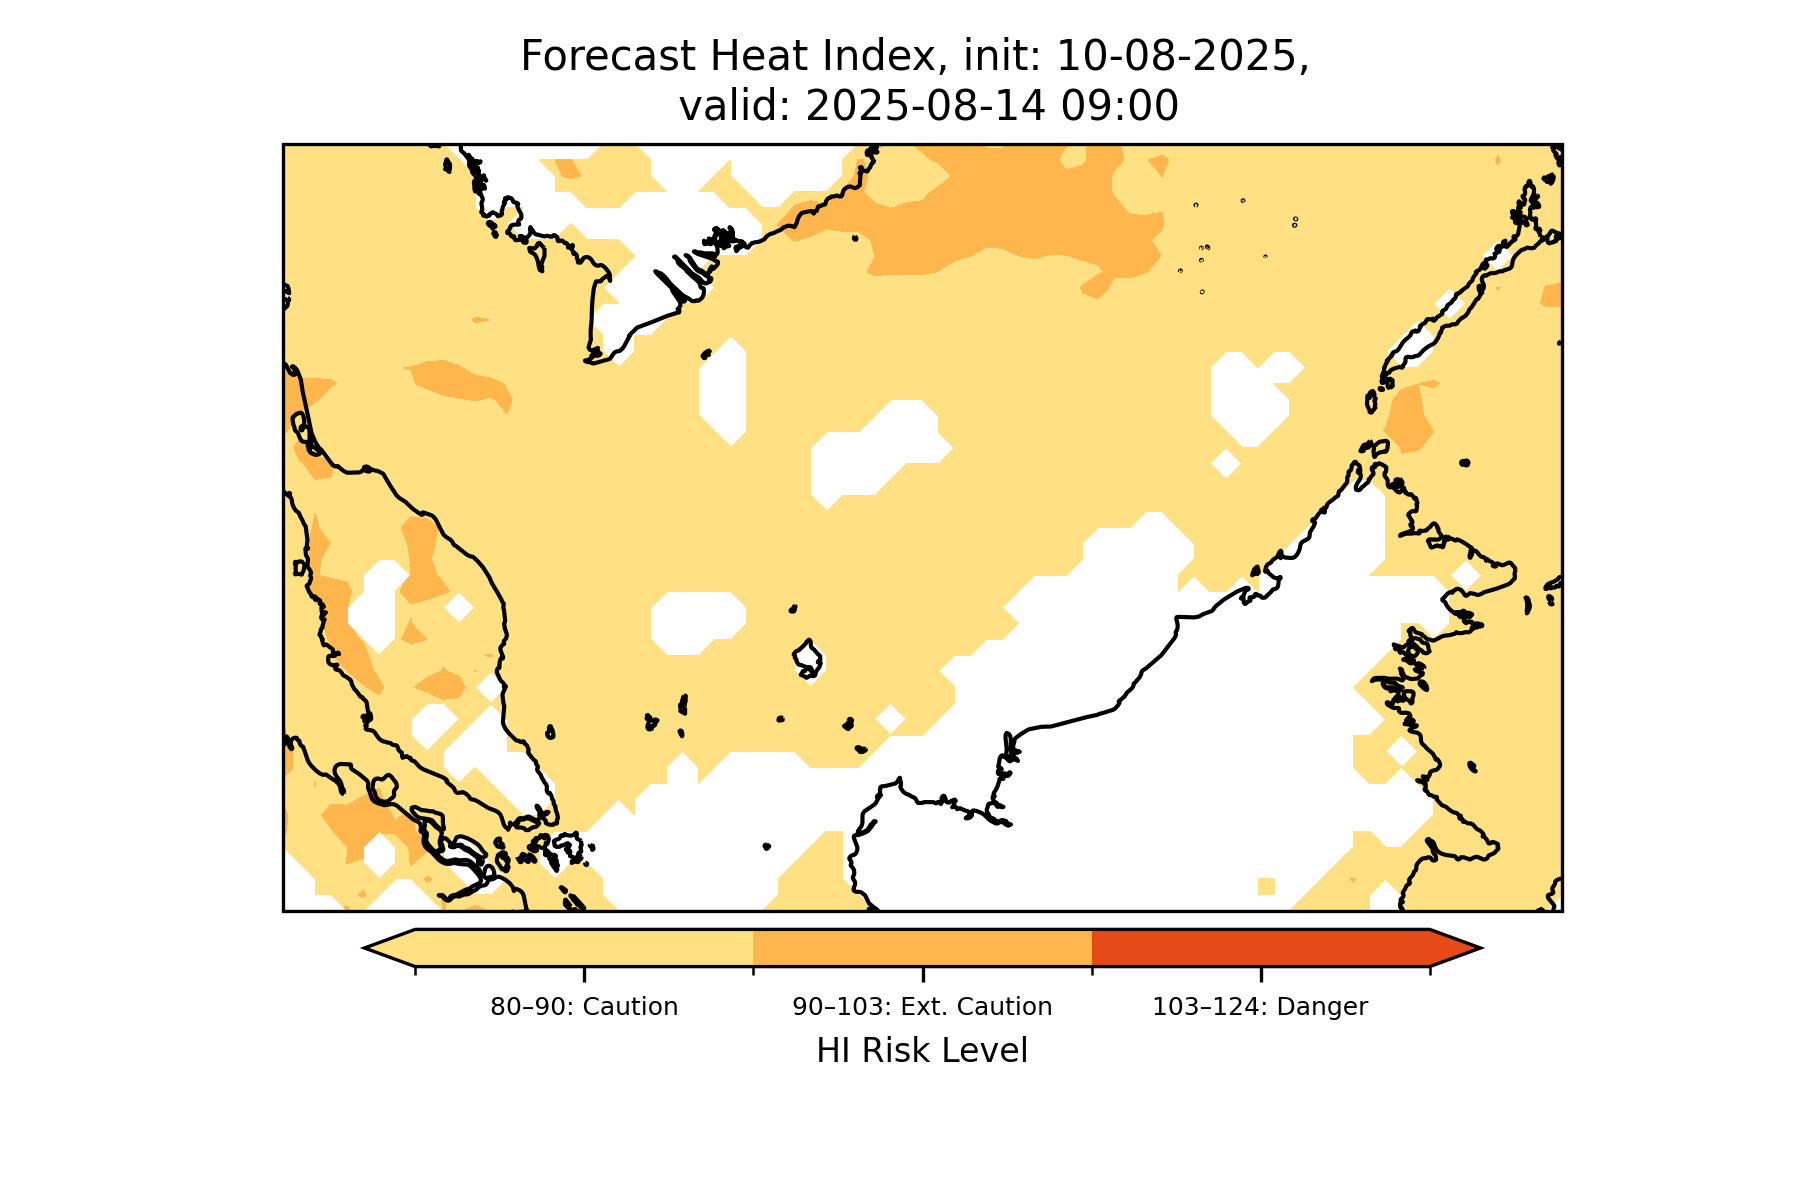 Forecast Heat Index, init: 10-08-2025,
valid: 2025-08-14 09:00
80–90: Caution
90–103: Ext. Caution
103–124: Danger
HI Risk Level